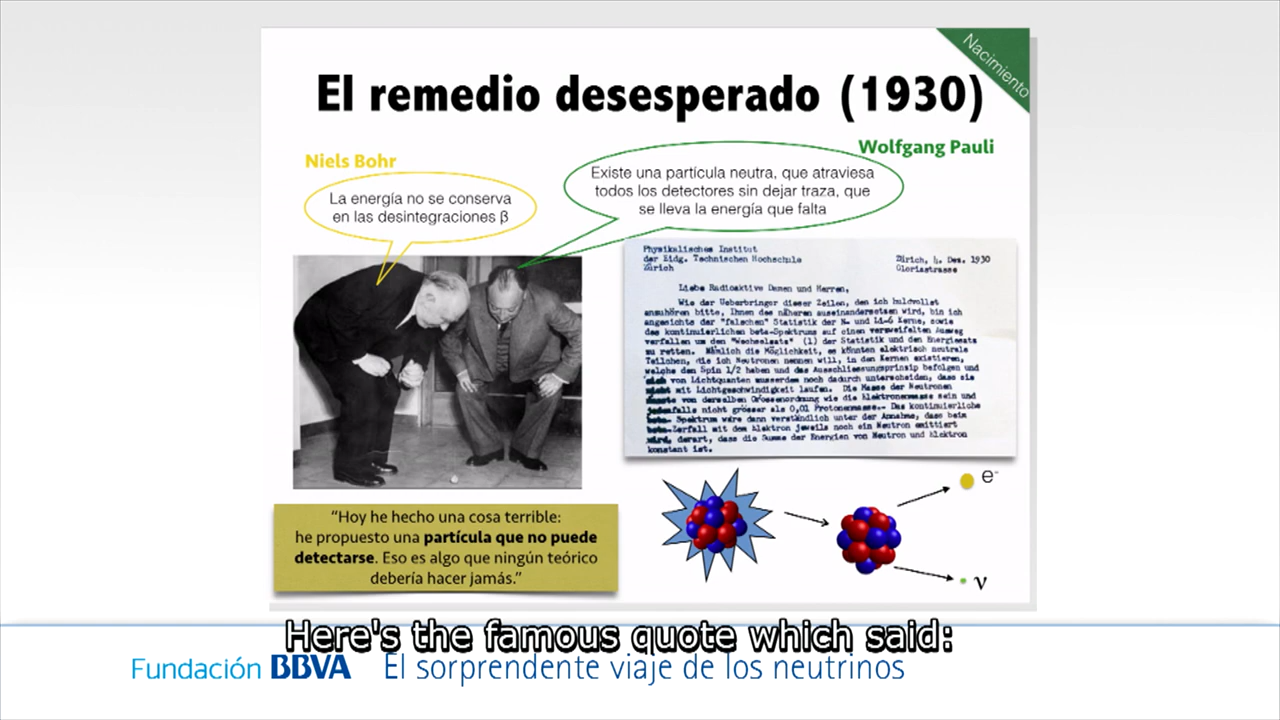 Nacimiento
El remedio desesperado (1930)
Niels Bohr
Wolfgang Pauli
La energía no se conserva
en las desintegraciones β
Existe una partícula neutra, que atraviesa
todos los detectores sin dejar traza, que
se lleva la energía que falta
Physikalisches Institut
der Eidg. Technischen Hochschule
Zürich
Zürich, 4. Des. 1930
Gloriastrasse
Liebe Radioaktive Damen und Herren,
Wie der Ueberbringer dieser Zeilen, den ich huldvollst
anzuhören bitte, Ihnen des näheren auseinandersetzen wird, bin ich
angesichts der "falschen" Statistik der N- und Li-6 Kerne, sowie
des kontinuierlichen beta-Spektrums auf einen verzweifelten Ausweg
verfallen um den "Wechselsatz" (1) der Statistik und den Energiesatz
zu retten. Nämlich die Möglichkeit, es könnten elektrisch neutrale
Teilchen, die ich Neutronen nennen will, in den Kernen existieren,
welche den Spin 1/2 haben und das Ausschliessungsprinzip befolgen und
sich von Lichtquanten ausserdem noch dadurch unterscheiden, dass sie
nicht mit Lichtgeschwindigkeit laufen. Die Masse der Neutronen
von derselben Grossenordnung wie die Elektronenmasse sein und
jedenfalls nicht grösser als 0,01 Protonenmasse.- Das kontinuierliche
beta- Spektrum wäre dann verständlich unter der Annahme, dass beim
beta-Zerfall mit dem Elektron jeweils noch ein Neutron emittiert
wird, derart, dass die Summe der Energien von Neutron und Elektron
konstant ist.
e-
ν
"Hoy he hecho una cosa terrible:
he propuesto una partícula que no puede
detectarse. Eso es algo que ningún teórico
debería hacer jamás."
Here's the famous quote which said:
Fundación BBVA El sorprendente viaje de los neutrinos